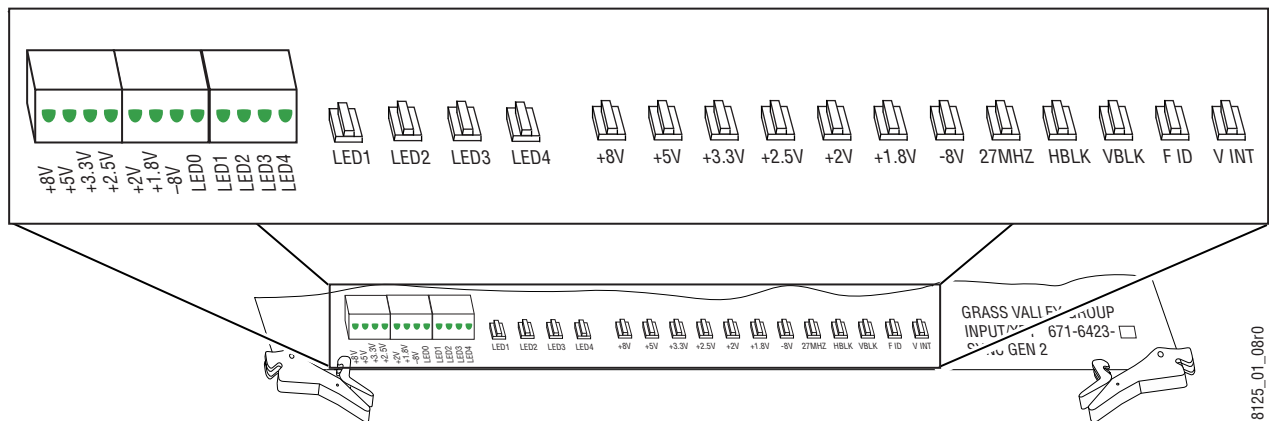 +8V
+5V
+3.3V
+2.5V
+2V
+1.8V
–8V
LED0
LED1
LED2
LED3
LED4
LED1 LED2 LED3 LED4 +8V +5V +3.3V +2.5V +2V +1.8V -8V 27MHZ HBLK VBLK F ID V INT
+8V
+5V
+3.3V
+2.5V
+2V
+1.8V
-8V
LED0
LED1
LED2
LED3
LED4
LED1 LED2 LED3 LED4 +8V +5V +3.3V +2.5V +2V +1.8V -8V 27MHZ HBLK VBLK F ID V INT
GRASS VALLEY GROUP
671-6423-
SYNC GEN 2
8125_01_08r0